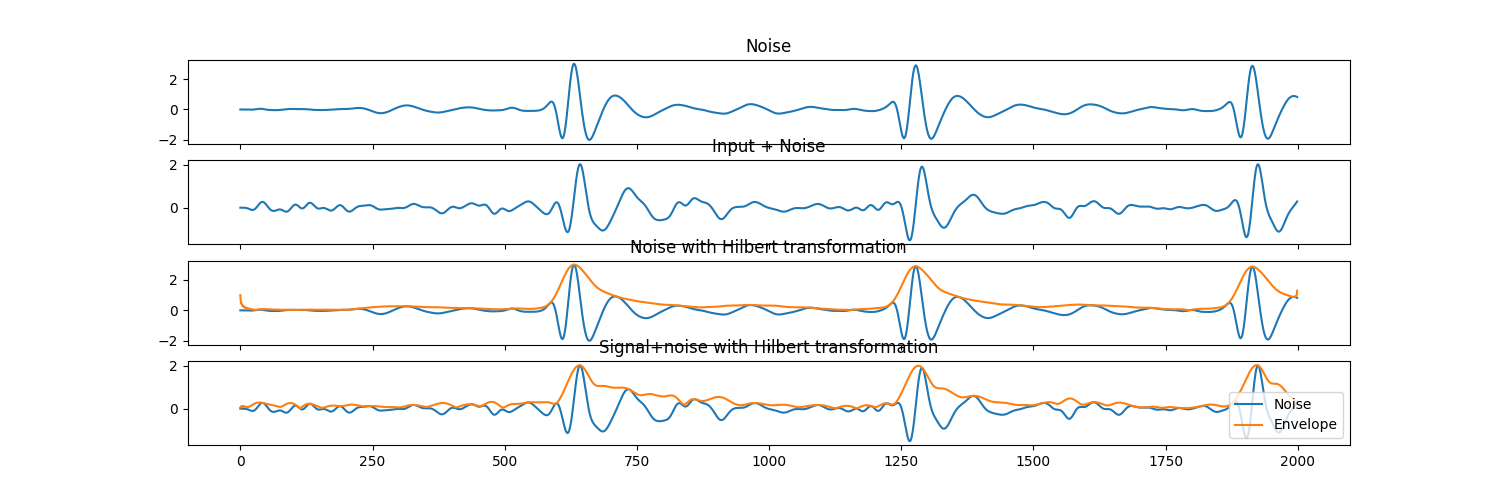 Noise
2
0
−2
Input + Noise
2
0
Noise with Hilbert transformation
2
0
−2
Signal+noise with Hilbert transformation
2
0
Noise
Envelope
0 250 500 750 1000 1250 1500 1750 2000